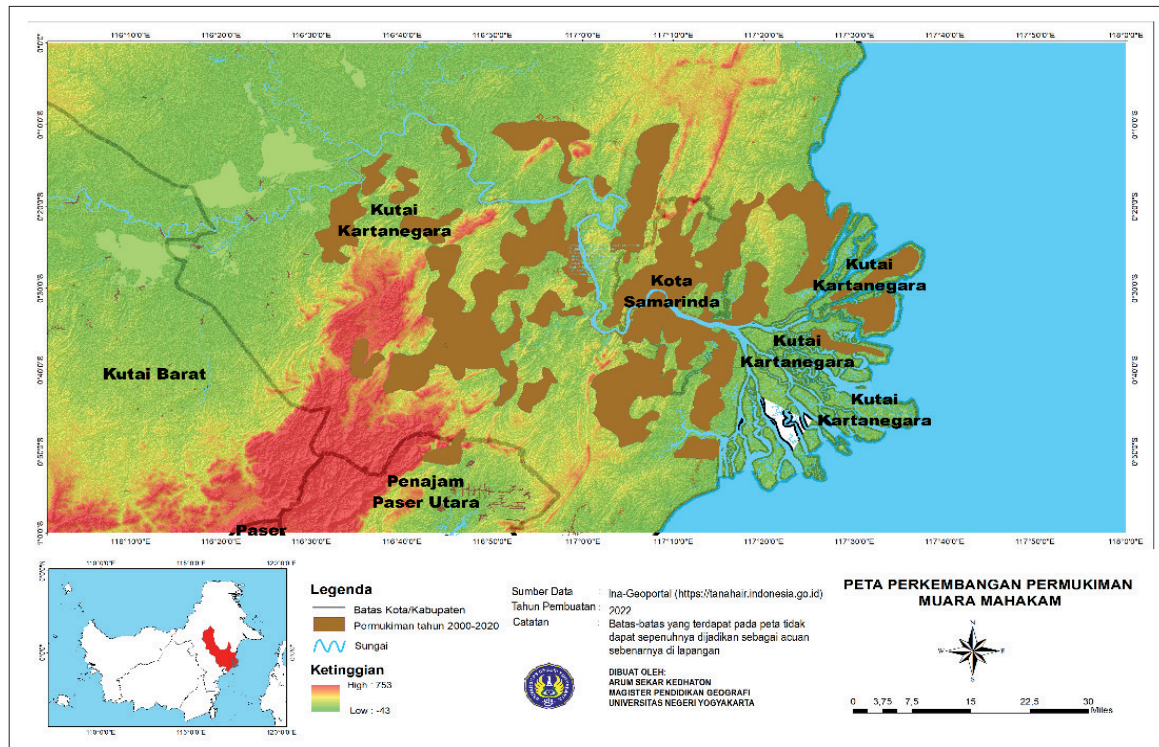 116°10'0"E 116°20'0"E 116°30'0"E 116°40'0"E 116°50'0"E 117°0'0"E 117°10'0"E 117°20'0"E 117°30'0"E 117°40'0"E 117°50'0"E 118°0'0"E
Kutai
Kartanegara
Kota
Samarinda
Kutai
Kartanegara
Kutai
Kartanegara
Kutai
Kartanegara
Kutai Barat
Penajam
Paser Utara
Paser
116°10'0"E 116°20'0"E 116°30'0"E 116°40'0"E 116°50'0"E 117°0'0"E 117°10'0"E 117°20'0"E 117°30'0"E 117°40'0"E 117°50'0"E 118°0'0"E
Legenda
Batas Kota/Kabupaten
Pormukiman tahun 2000-2020
Sungai
Ketinggian
High : 753
Low : -43
Sumber Data : Ina-Geoportal (https://tanahair.indonesia.go.id)
Tahun Pembuatan : 2022
Catatan : Batas-batas yang terdapat pada peta tidak
dapat sepenuhnya dijadikan sebagai acuan
sebenarnya di lapangan
DIBUAT OLEH:
ARUM SEKAR KEDHATON
MAGISTER PENDIDIKAN GEOGRAFI
UNIVERSITAS NEGERI YOGYAKARTA
PETA PERKEMBANGAN PERMUKIMAN
MUARA MAHAKAM
N
W E
S
0 3,75 7,5 15 22,5 30
Miles